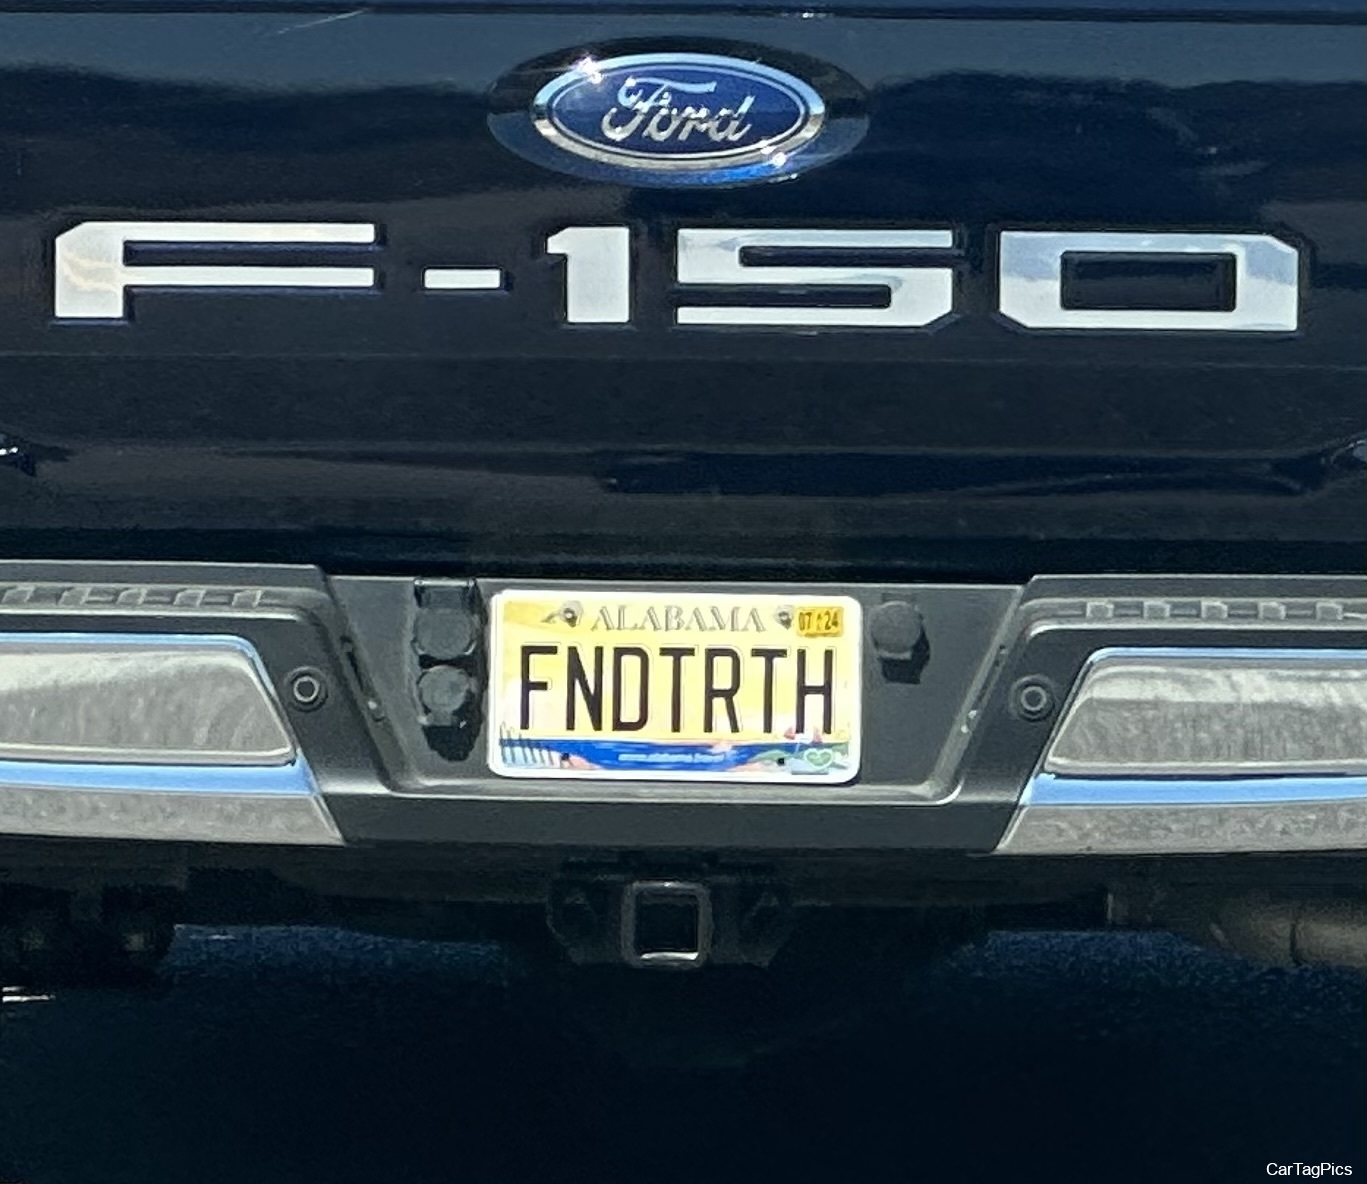 Ford
F-150
ALABAMA 07 24
FNDTRTH
CarTagPics